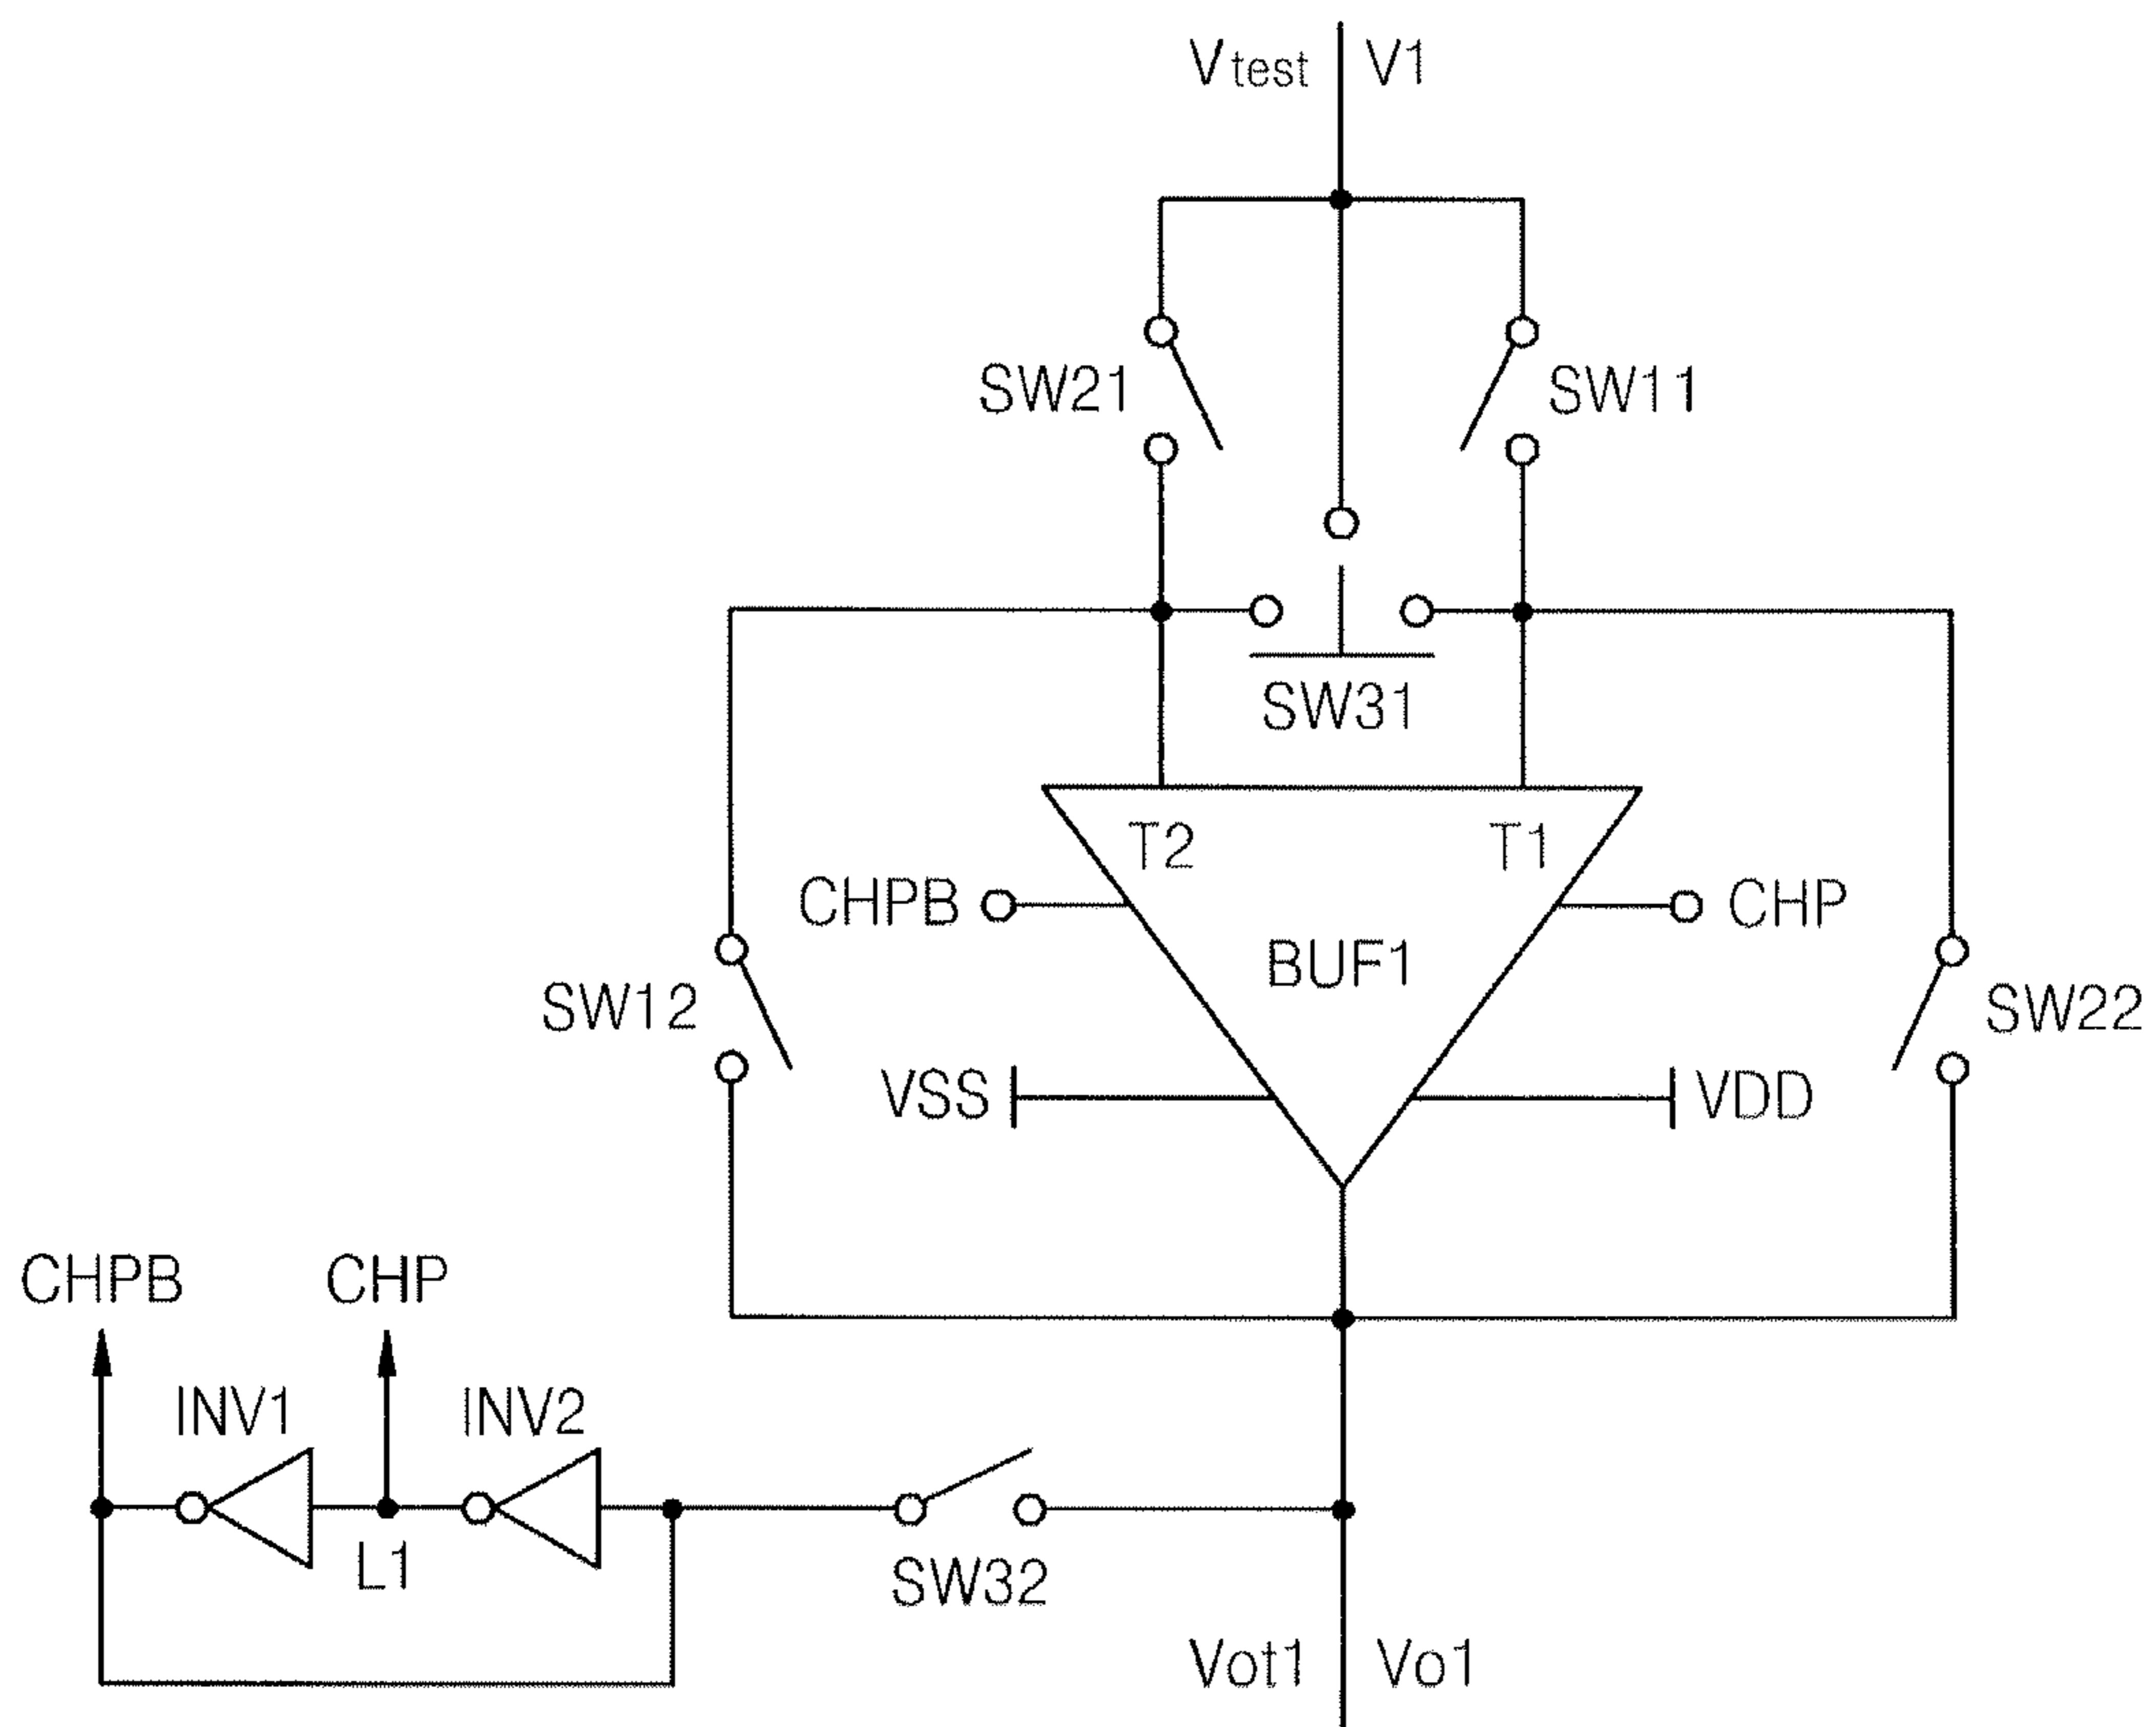 Vtest V1
SW21 SW11
SW31
T2 T1
CHPB CHP
BUF1
SW12 SW22
VSS VDD
CHPB CHP
INV1 INV2
L1
SW32
Vot1 Vo1